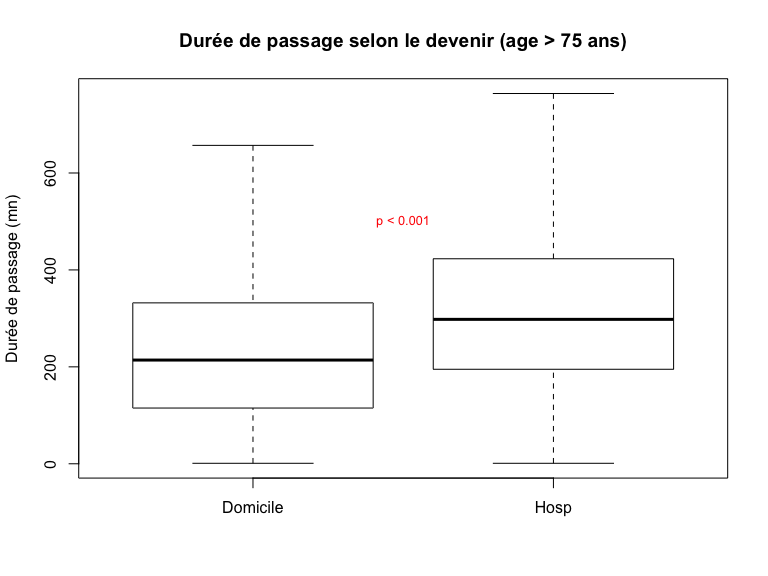 Durée de passage selon le devenir (age > 75 ans)
Durée de passage (mn)
600
400
200
0
p < 0.001
Domicile
Hosp